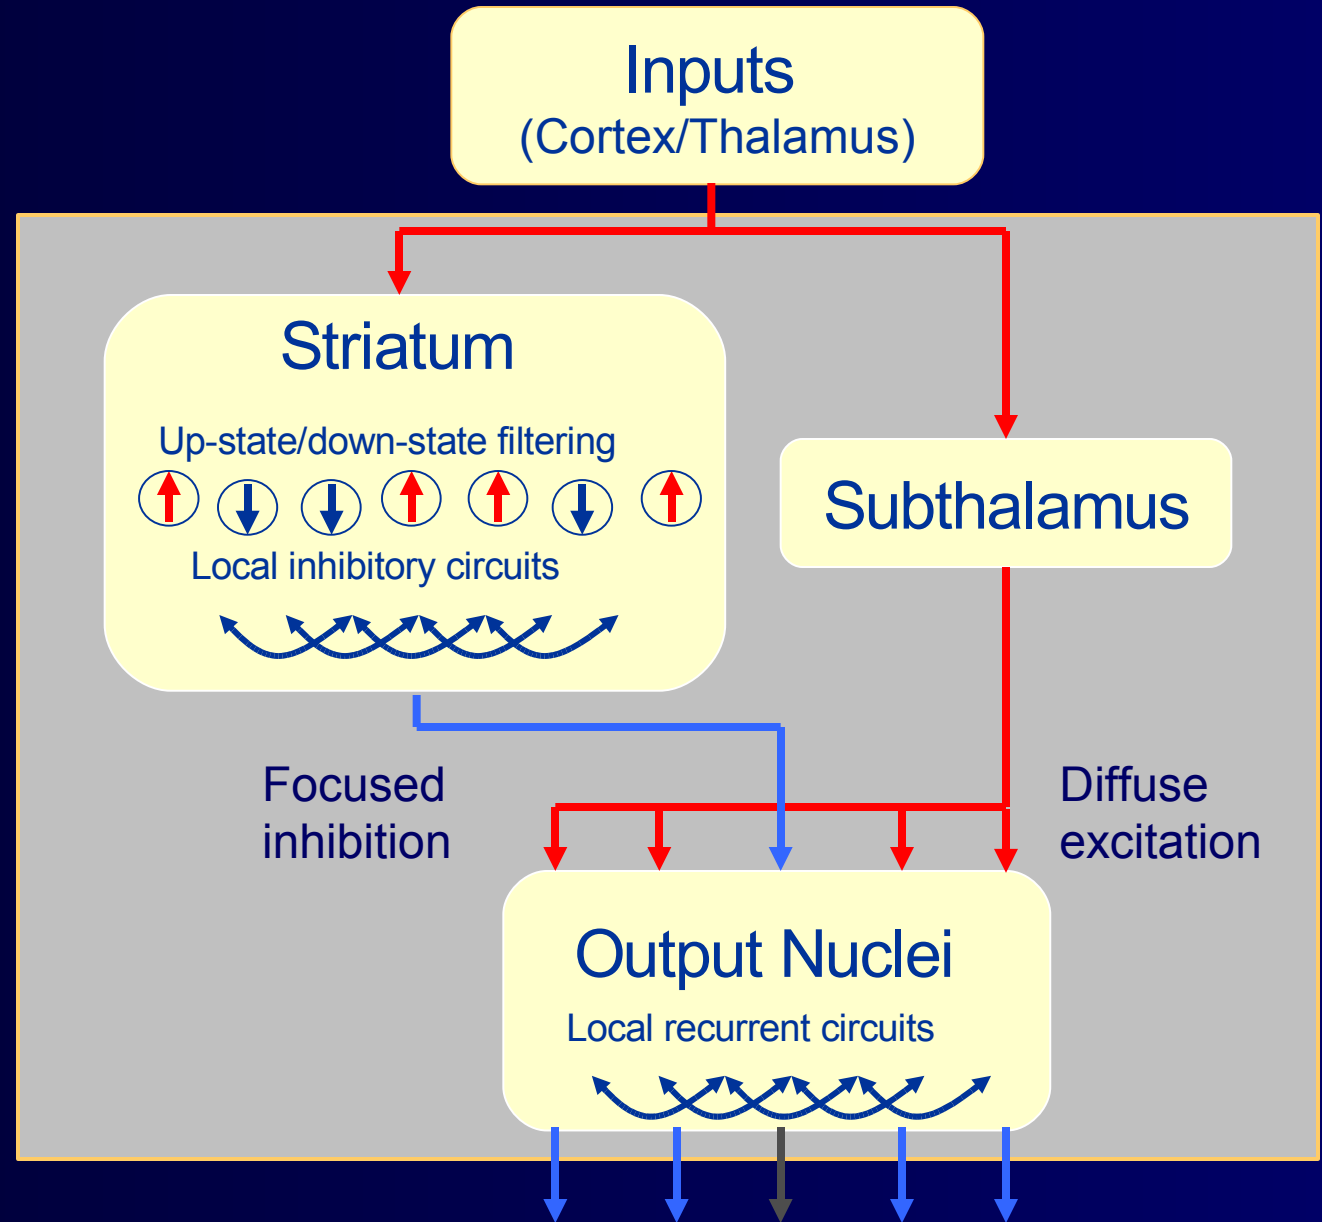 Inputs
(Cortex/Thalamus)
Striatum
Up-state/down-state filtering
Local inhibitory circuits
Subthalamus
Focused
inhibition
Diffuse
excitation
Output Nuclei
Local recurrent circuits